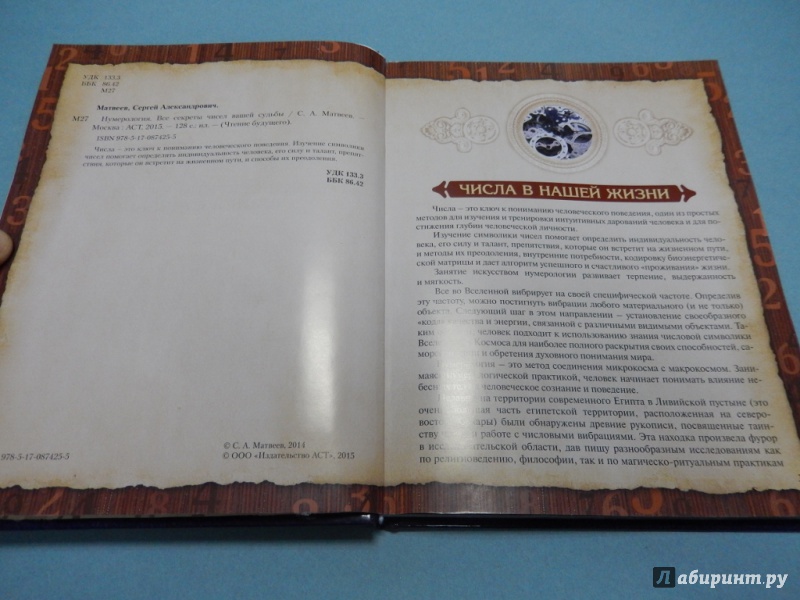 УДК 133.3
ББК 86.42
М27
Матвеев, Сергей Александрович.
М27 Нумерология. Все секреты чисел вашей судьбы / С. А. Матвеев. –
Москва : АСТ, 2015. – 128 с.: ил. – (Чтение будущего).
ISBN 978-5-17-087425-5
Числа – это ключ к пониманию человеческого поведения. Изучение символики
чисел помогает определить индивидуальность человека, его силу и талант, препят-
ствия, которые он встретит на жизненном пути, и способы их преодоления.
УДК 133.3
ББК 86.42
978-5-17-087425-5
© С. А. Матвеев, 2014
© ООО «Издательство АСТ», 2015
ЧИСЛА В НАШЕЙ ЖИЗНИ
Числа – это ключ к пониманию человеческого поведения, один из простых
методов для изучения и тренировки интуитивных дарований человека и для по-
стижения глубин человеческой личности.
Изучение символики чисел помогает определить индивидуальность чело-
века, его силу и талант, препятствия, которые он встретит на жизненном пути,
и методы их преодоления, внутренние потребности, кодировку биоэнергетиче-
ской матрицы и даст алгоритм успешного и счастливого «проживания» жизни.
Занятие искусством нумерологии развивает терпение, выдержанность
и мягкость.
Все во Вселенной вибрирует на своей специфической частоте. Определив
эту частоту, можно постигнуть вибрации любого материального (и не только)
объекта. Следующий шаг в этом направлении – установление своеобразного
и энергии, связанной с различными видимыми объектами. Та-
человек подходит к использованию знания числовой символики
Космоса для наиболее полного раскрытия своих способностей, са-
и обретения духовного понимания мира.
– это метод соединения микрокосма с макрокосмом. Зани-
практикой, человек начинает понимать влияние не-
человеческое сознание и поведение.
территории современного Египта в Ливийской пустыне (это
часть египетской территории, расположенная на северо-
были обнаружены древние рукописи, посвященные таин-
работе с числовыми вибрациями. Эта находка произвела фурор
в области, дав пищу разнообразным исследованиям как
по религиоведению, философии, так и по магическо-ритуальным практикам
Лабиринт.ру